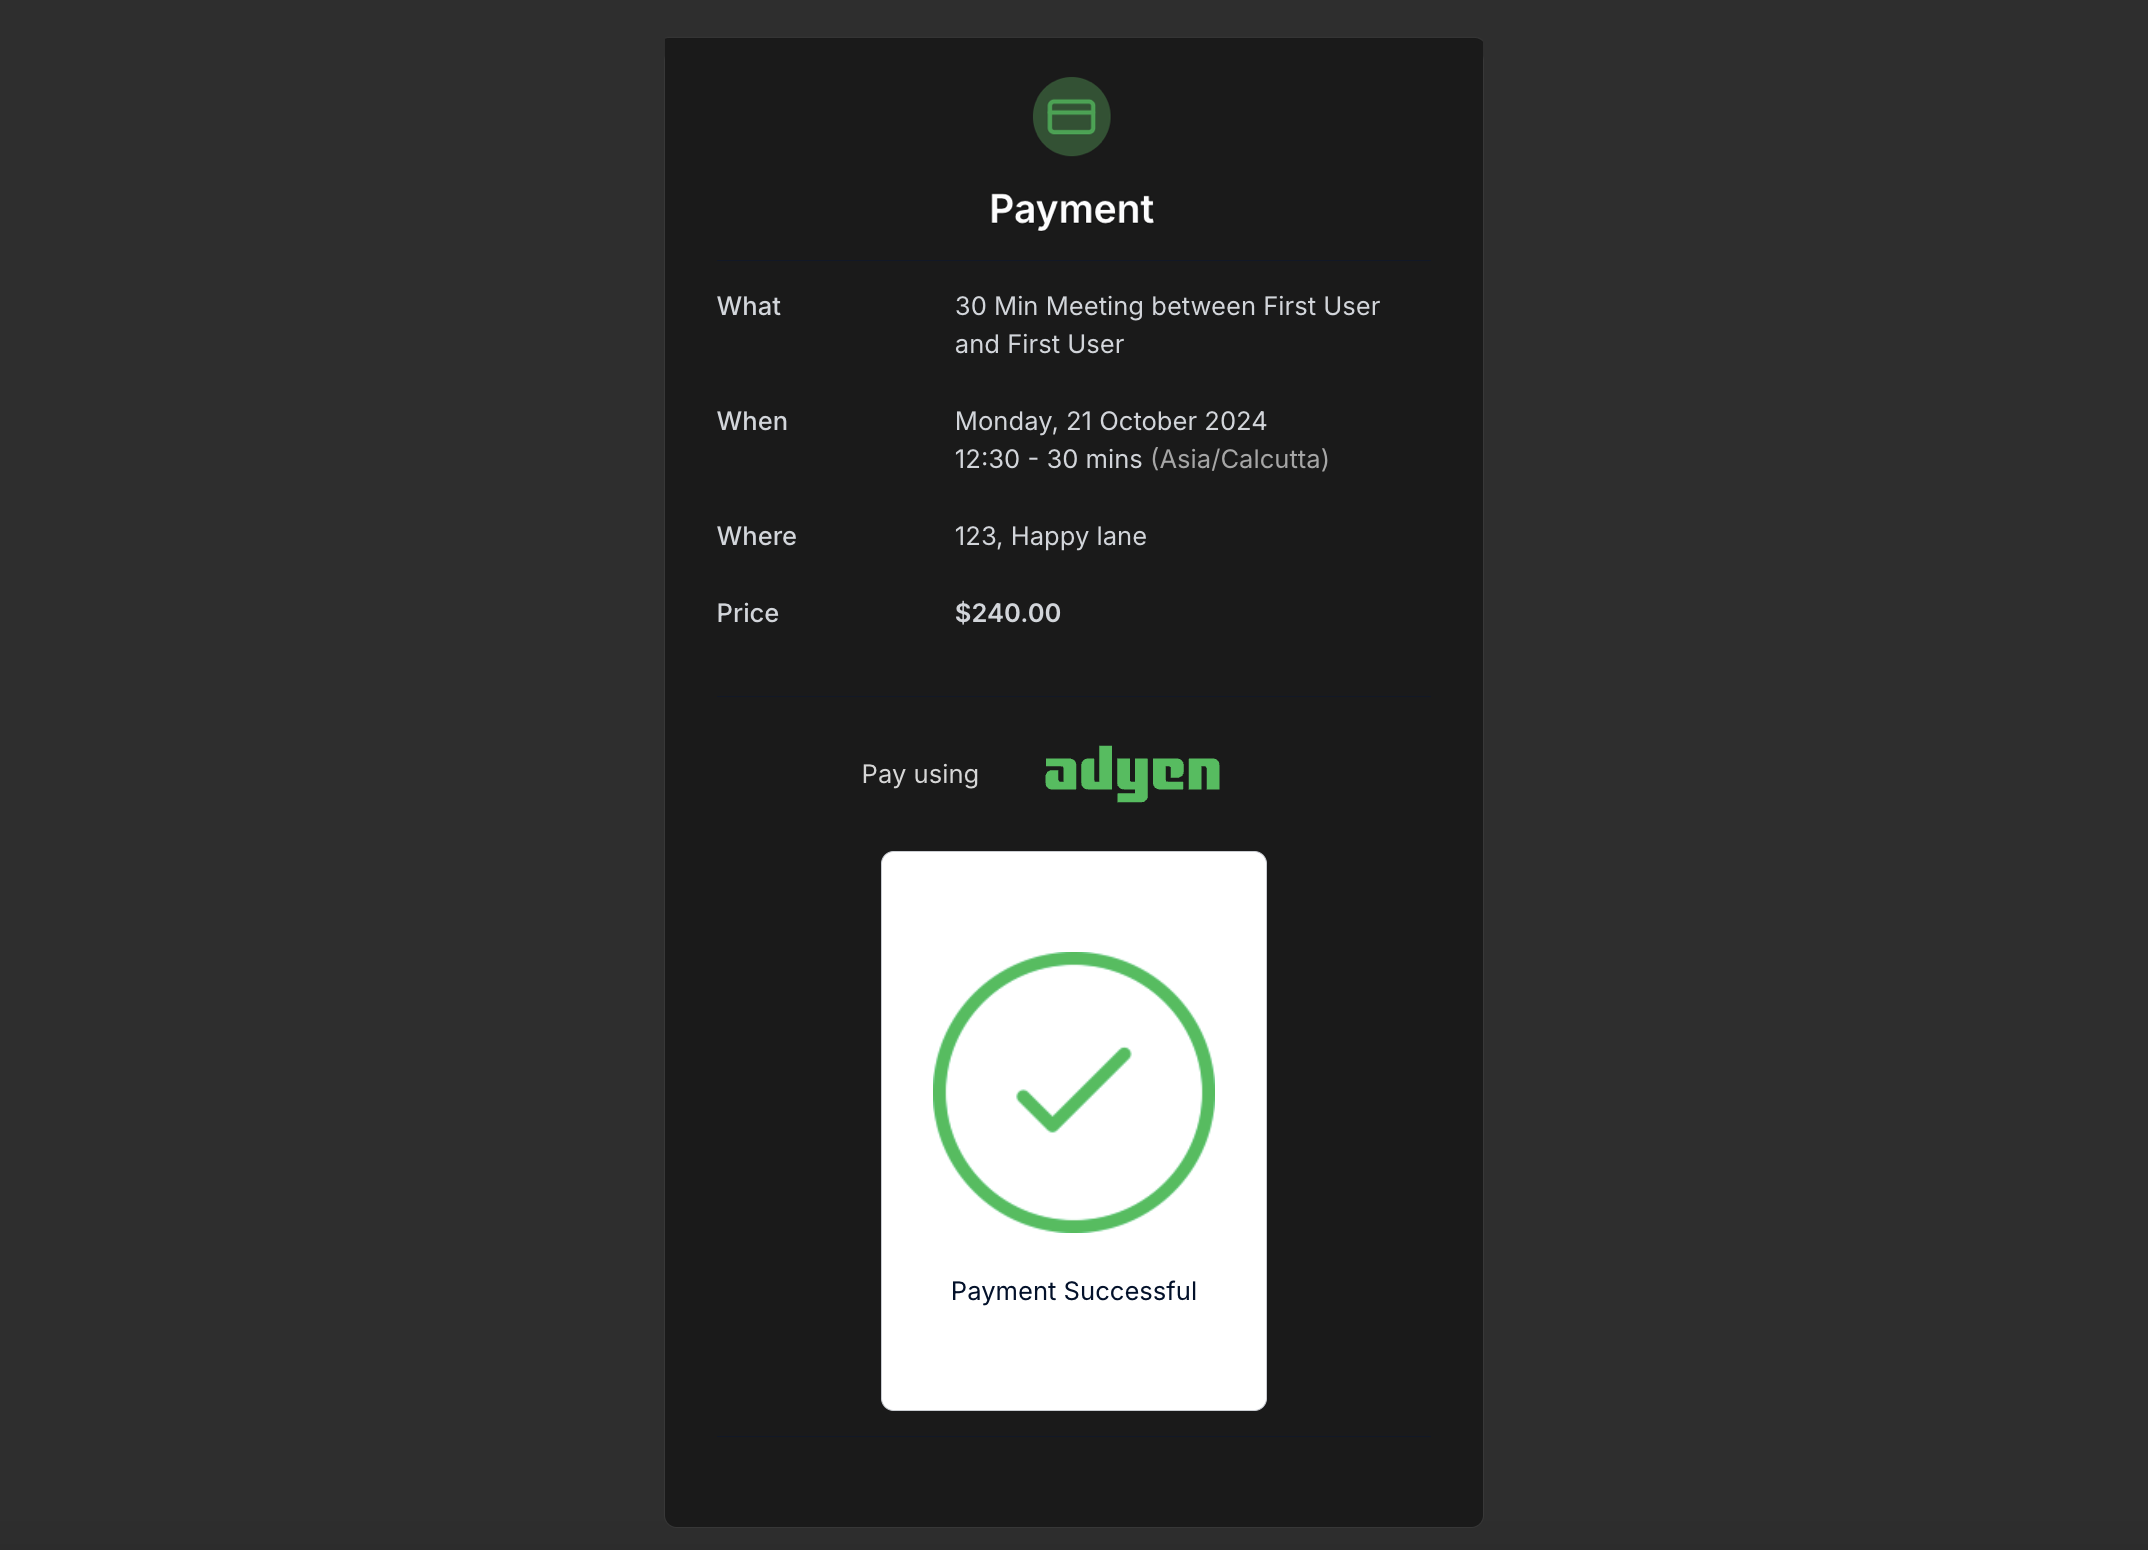 Payment
What
30 Min Meeting between First User
and First User
When
Monday, 21 October 2024
12:30 - 30 mins (Asia/Calcutta)
Where
123, Happy lane
Price
$240.00
Pay using
adyen
Payment Successful